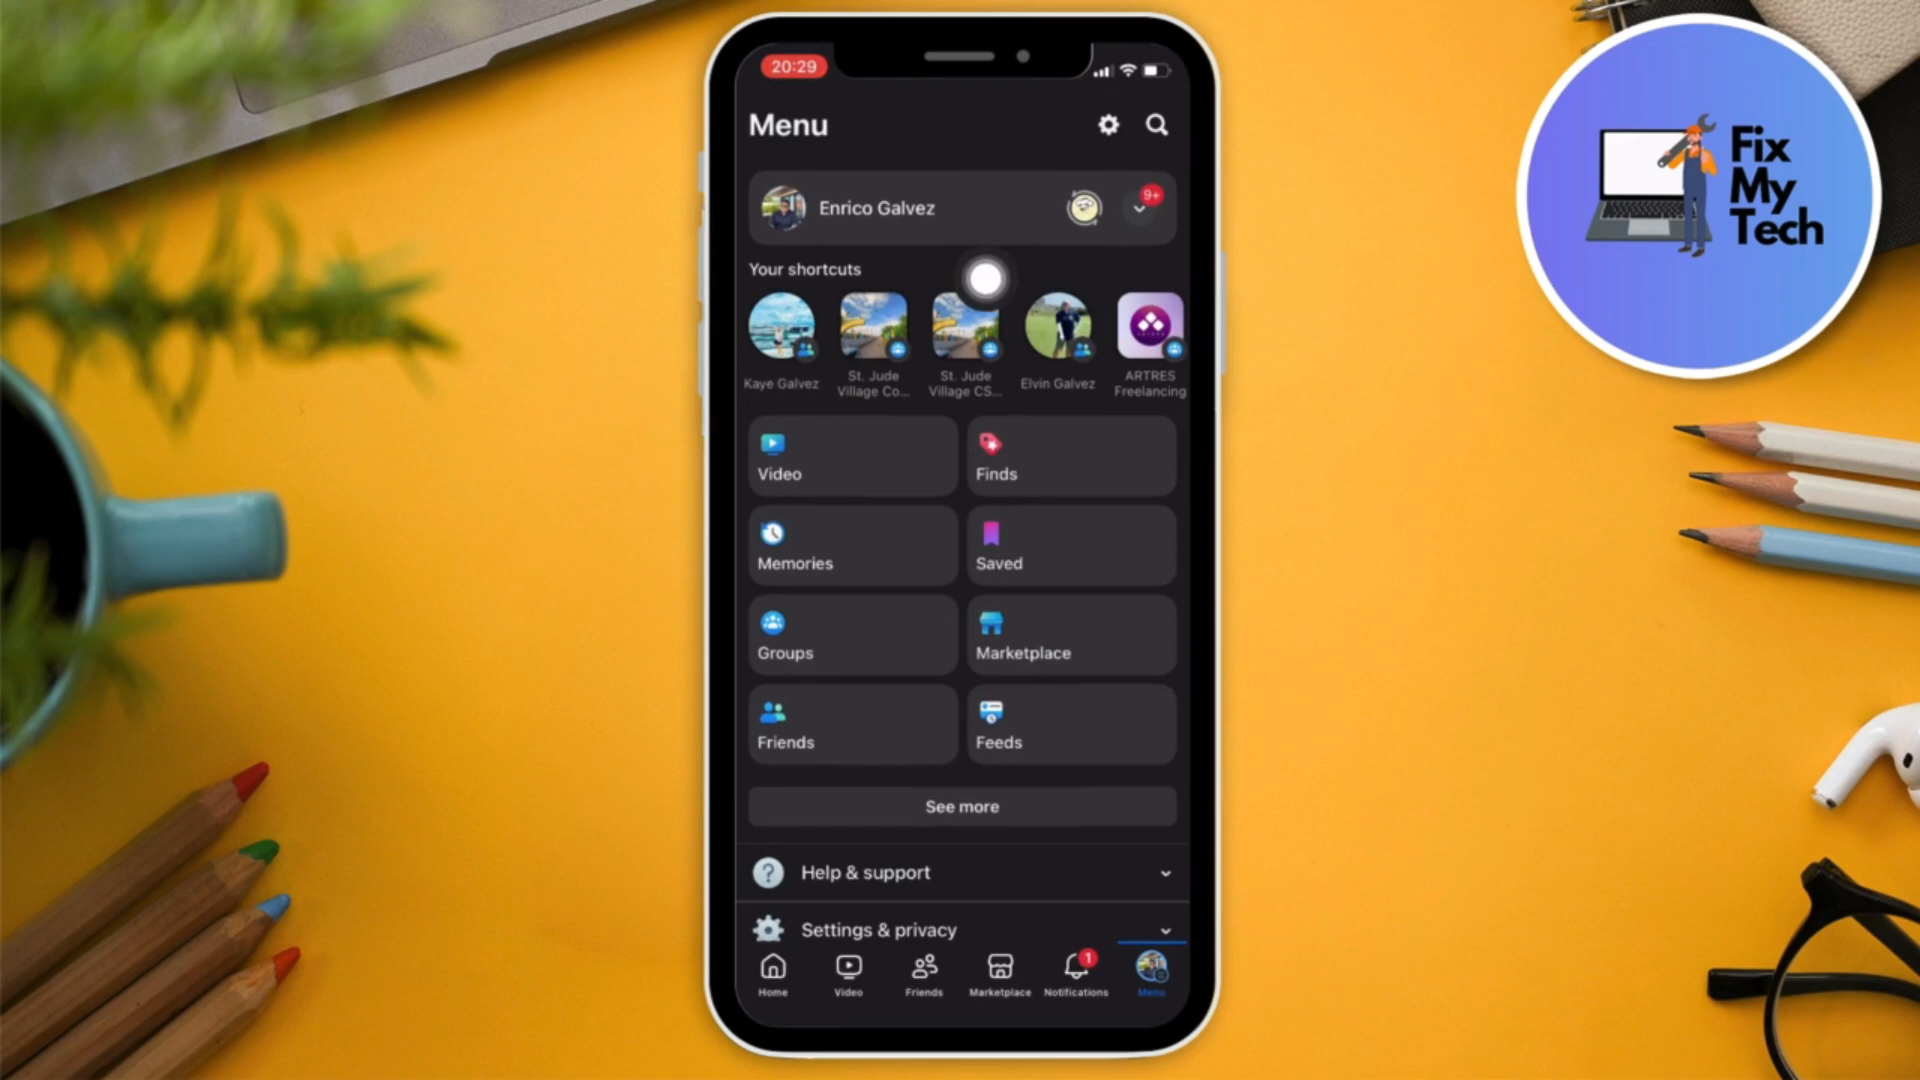 20:29
Menu
Enrico Galvez
9+
Your shortcuts
Kaye Galvez
St. Jude
Village Co...
St. Jude
Village CS...
Elvin Galvez
ARTRES
Freelancing
Video
Finds
Memories
Saved
Groups
Marketplace
Friends
Feeds
See more
Help & support
Settings & privacy
Home
Video
Friends
Marketplace
1
Notifications
Menu
Fix
My
Tech